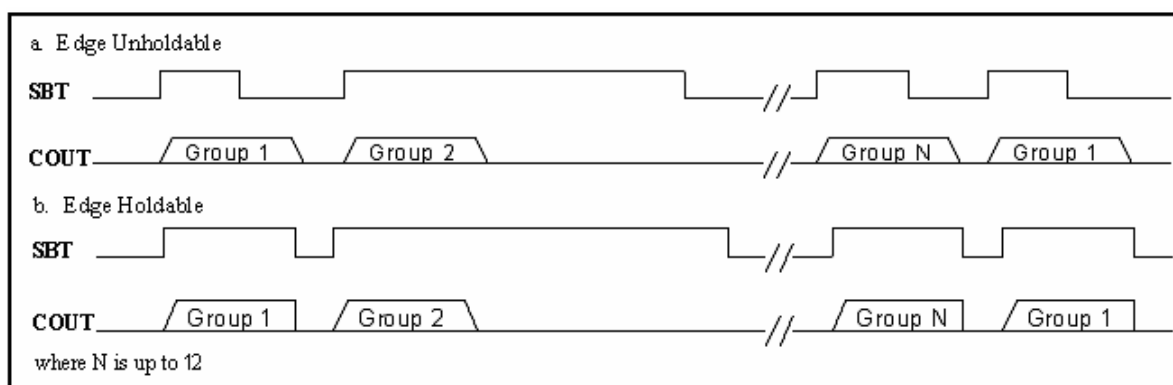 a. Edge Unholdable
SBT
//
COUT Group 1 Group 2 // Group N Group 1
b. Edge Holdable
SBT
//
COUT Group 1 Group 2 // Group N Group 1
where N is up to 12